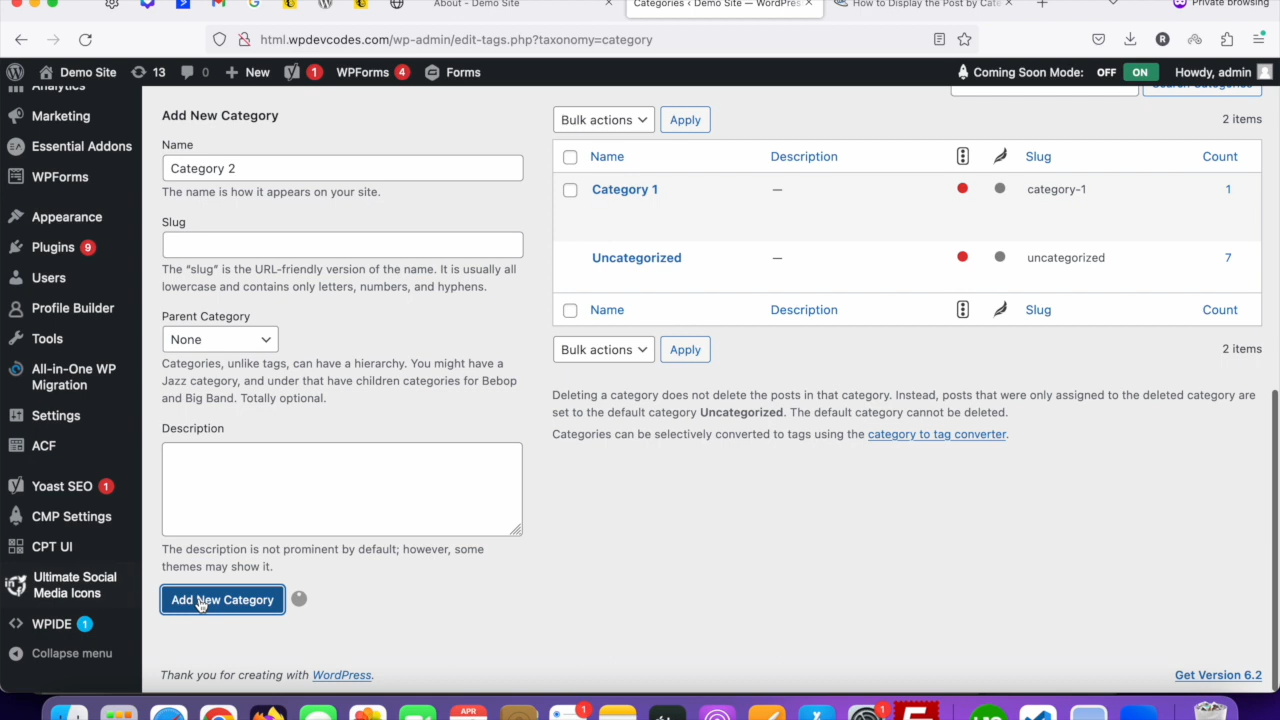 About - Demo Site
Categories ‹ Demo Site — WordPres
How to Display the Post by Cate
Private browsing
html.wpdevcodes.com/wp-admin/edit-tags.php?taxonomy=category
Demo Site
13
0
New
1
WPForms 4
Forms
Coming Soon Mode: OFF ON
Howdy, admin
Analytics
Marketing
Essential Addons
WPForms
Appearance
Plugins 9
Users
Profile Builder
Tools
All-in-One WP
Migration
Settings
ACF
Yoast SEO 1
CMP Settings
CPT UI
Ultimate Social
Media Icons
WPIDE 1
Collapse menu
Add New Category
Name
Category 2
The name is how it appears on your site.
Slug
The “slug” is the URL-friendly version of the name. It is usually all
lowercase and contains only letters, numbers, and hyphens.
Parent Category
None
Categories, unlike tags, can have a hierarchy. You might have a
Jazz category, and under that have children categories for Bebop
and Big Band. Totally optional.
Description
The description is not prominent by default; however, some
themes may show it.
Add New Category
Search Categories
Bulk actions
Apply
2 items
Name Description Slug Count
Category 1 — category-1 1
Uncategorized — uncategorized 7
Name Description Slug Count
Bulk actions
Apply
2 items
Deleting a category does not delete the posts in that category. Instead, posts that were only assigned to the deleted category are
set to the default category Uncategorized. The default category cannot be deleted.
Categories can be selectively converted to tags using the category to tag converter.
Thank you for creating with WordPress.
Get Version 6.2
APR
1
1